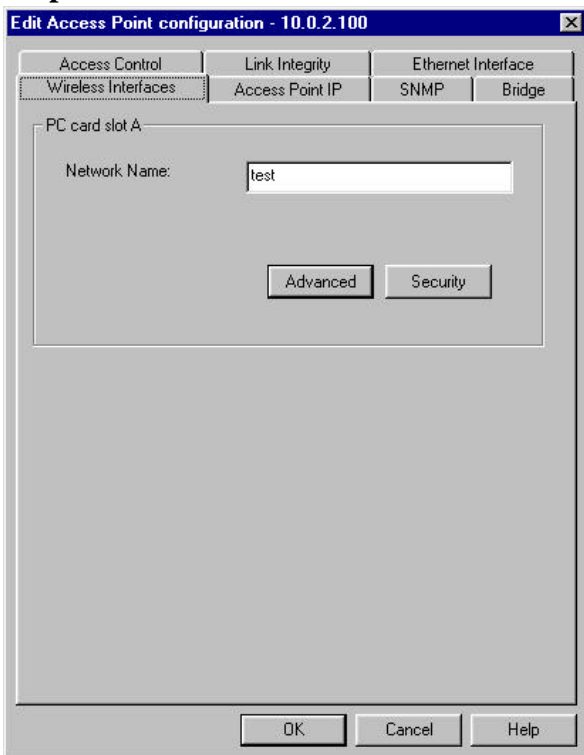 Edit Access Point configuration - 10.0.2.100
Access Control Link Integrity Ethernet Interface
Wireless Interfaces Access Point IP SNMP Bridge
PC card slot A
Network Name: test
Advanced Security
OK Cancel Help